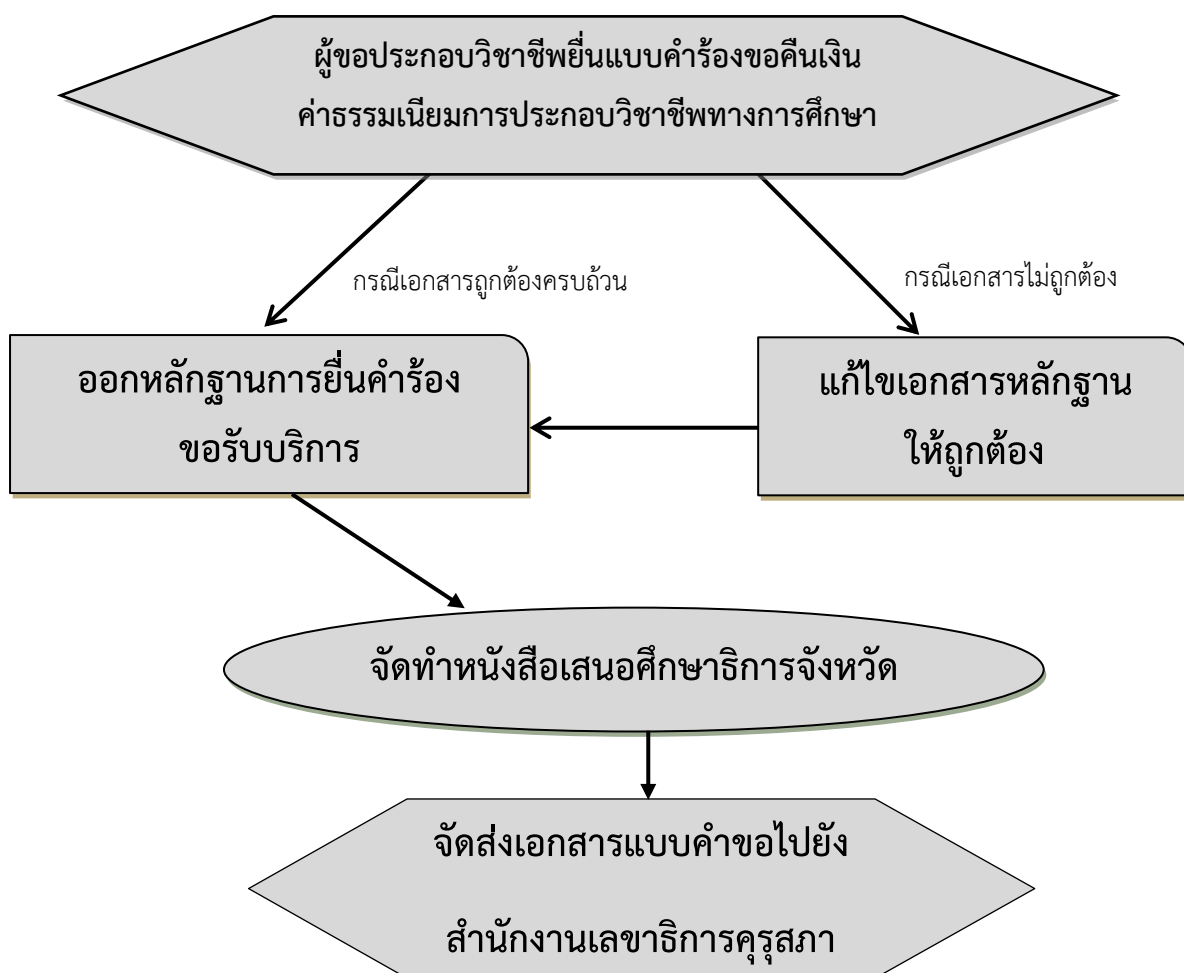 ผู้ขอประกอบวิชาชีพยื่นแบบคำร้องขอคืนเงิน
ค่าธรรมเนียมการประกอบวิชาชีพทางการศึกษา
กรณีเอกสารถูกต้องครบถ้วน
กรณีเอกสารไม่ถูกต้อง
ออกหลักฐานการยื่นคำร้อง
ขอรับบริการ
แก้ไขเอกสารหลักฐาน
ให้ถูกต้อง
จัดทำหนังสือเสนอศึกษาธิการจังหวัด
จัดส่งเอกสารแบบคำขอไปยัง
สำนักงานเลขาธิการคุรุสภา